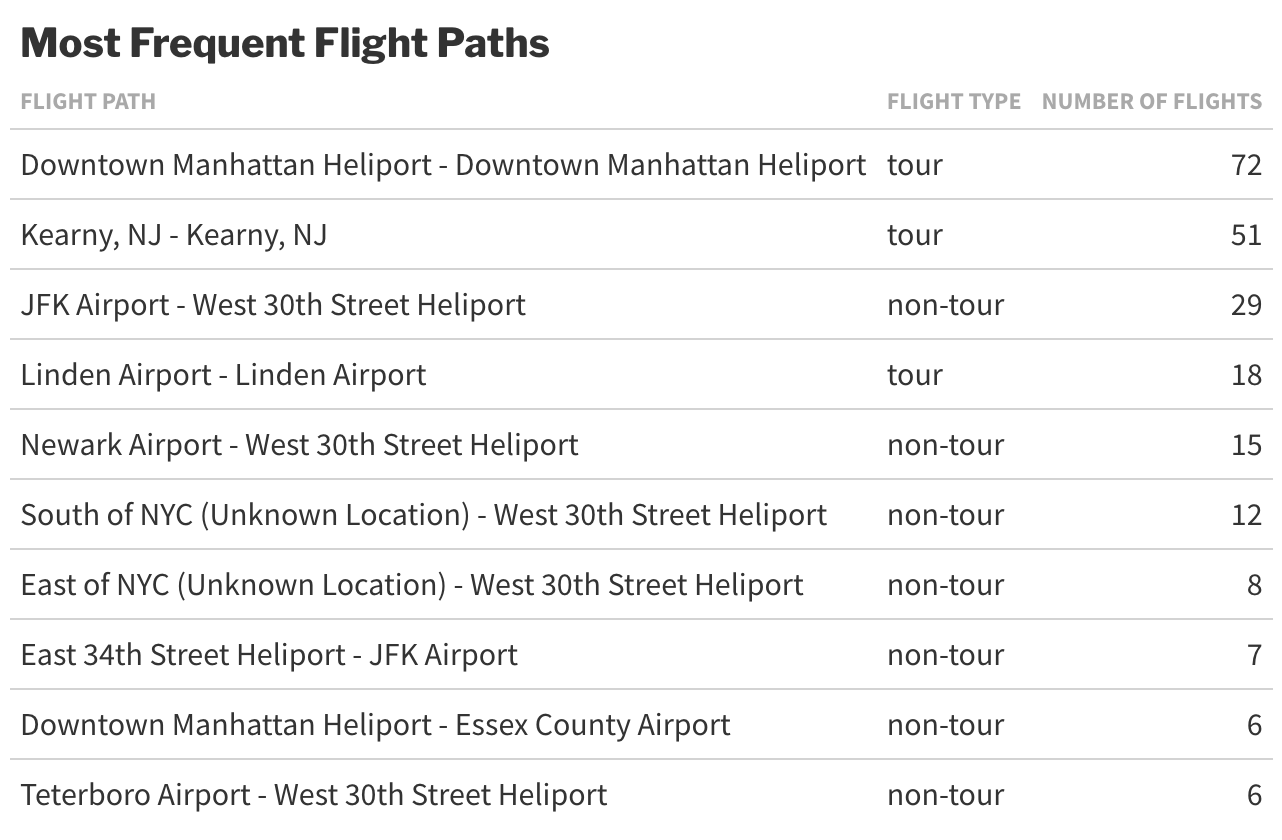 Most Frequent Flight Paths
FLIGHT PATH FLIGHT TYPE NUMBER OF FLIGHTS
Downtown Manhattan Heliport - Downtown Manhattan Heliport tour 72
Kearny, NJ - Kearny, NJ tour 51
JFK Airport - West 30th Street Heliport non-tour 29
Linden Airport - Linden Airport tour 18
Newark Airport - West 30th Street Heliport non-tour 15
South of NYC (Unknown Location) - West 30th Street Heliport non-tour 12
East of NYC (Unknown Location) - West 30th Street Heliport non-tour 8
East 34th Street Heliport - JFK Airport non-tour 7
Downtown Manhattan Heliport - Essex County Airport non-tour 6
Teterboro Airport - West 30th Street Heliport non-tour 6